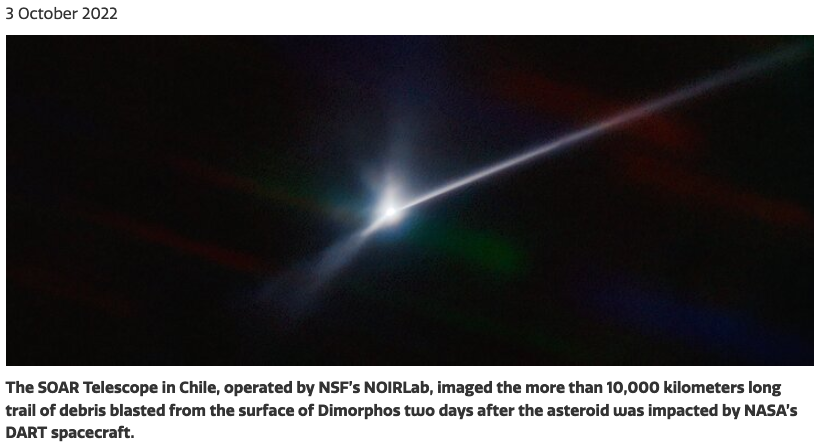 3 October 2022
The SOAR Telescope in Chile, operated by NSF's NOIRLab, imaged the more than 10,000 kilometers long
trail of debris blasted from the surface of Dimorphos two days after the asteroid was impacted by NASA's
DART spacecraft.